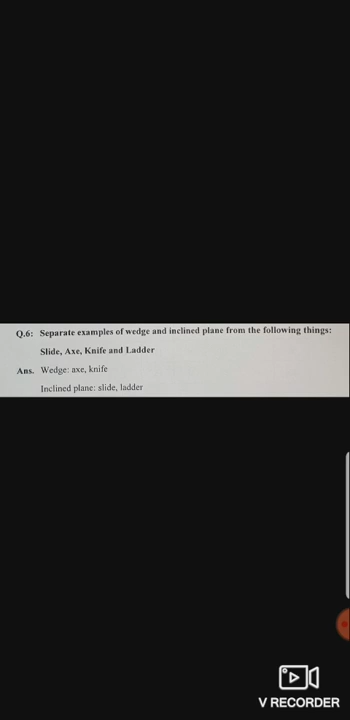 Q.6: Separate examples of wedge and inclined plane from the following things:
Slide, Axe, Knife and Ladder
Ans. Wedge: axe, knife
Inclined plane: slide, ladder
V RECORDER